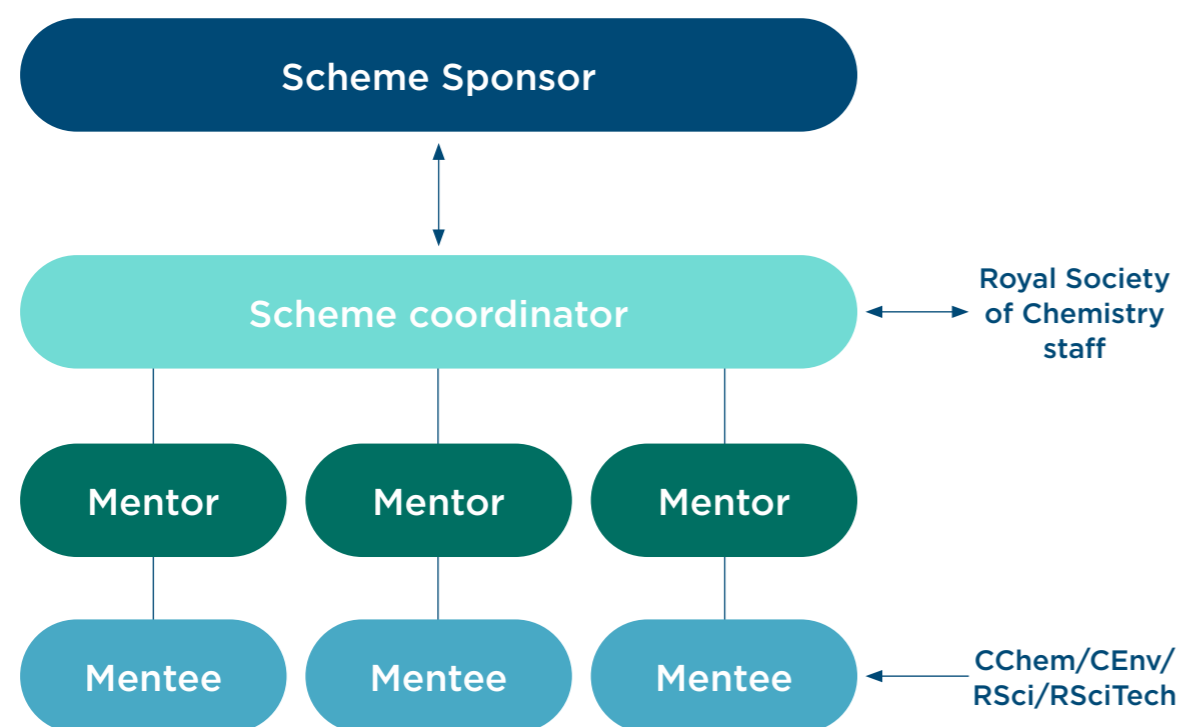 Scheme Sponsor
Scheme coordinator
Royal Society
of Chemistry
staff
Mentor
Mentor
Mentor
Mentee
Mentee
Mentee
CChem/CEnv/
RSci/RSciTech